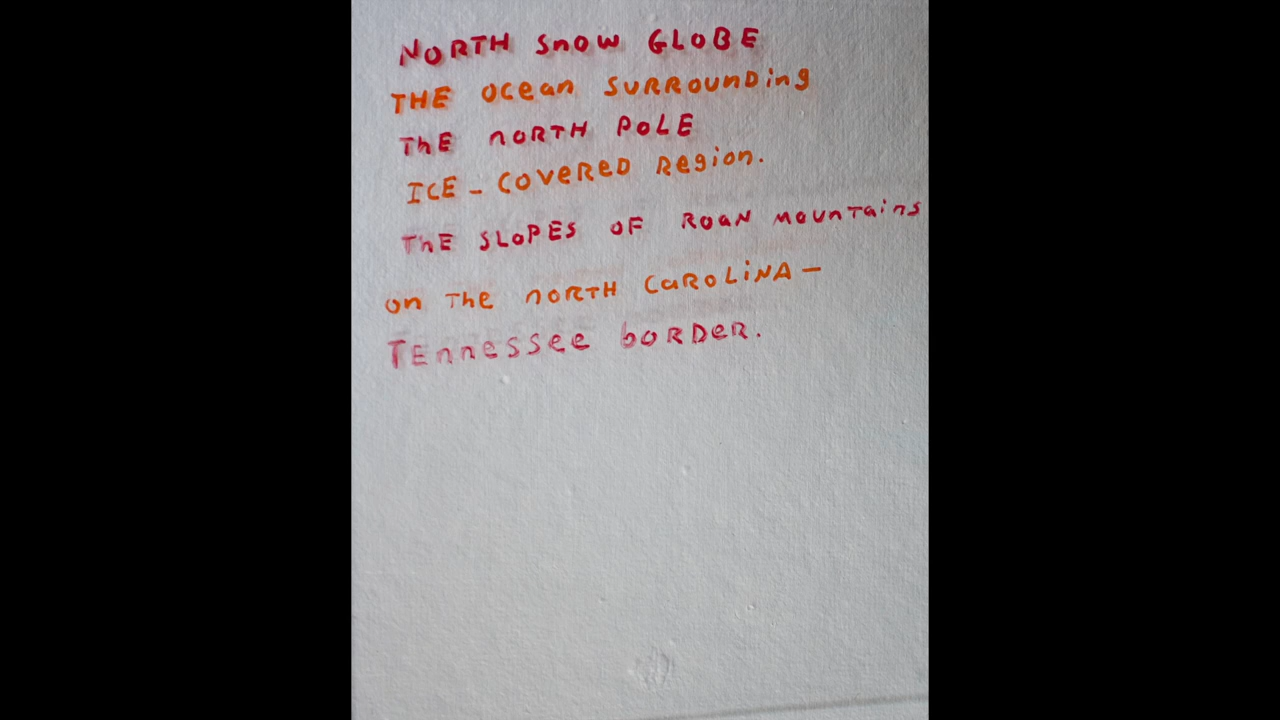 NORTH SnOW GLOBE
THE Ocean SURROUNDing
ThE nORTH POLE
ICE - COVeReD Region.
ThE SLOPES OF ROaN mOunTains
on The nORTH CaROLiNA -
TEnnessee bORDeR.